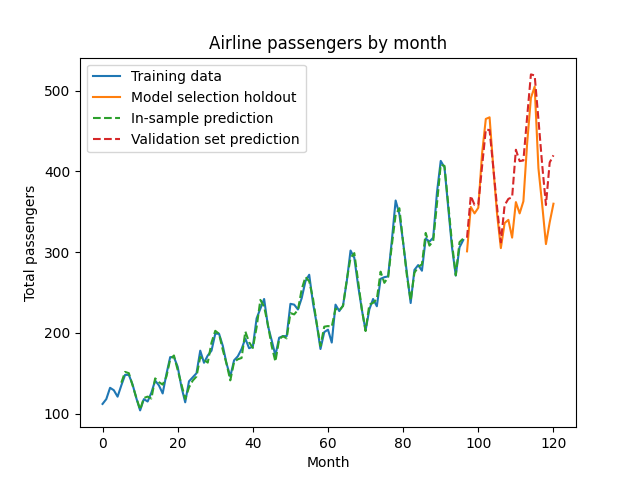 Airline passengers by month
Training data
Model selection holdout
In-sample prediction
Validation set prediction
Total passengers
500
400
300
200
100
0 20 40 60 80 100 120
Month